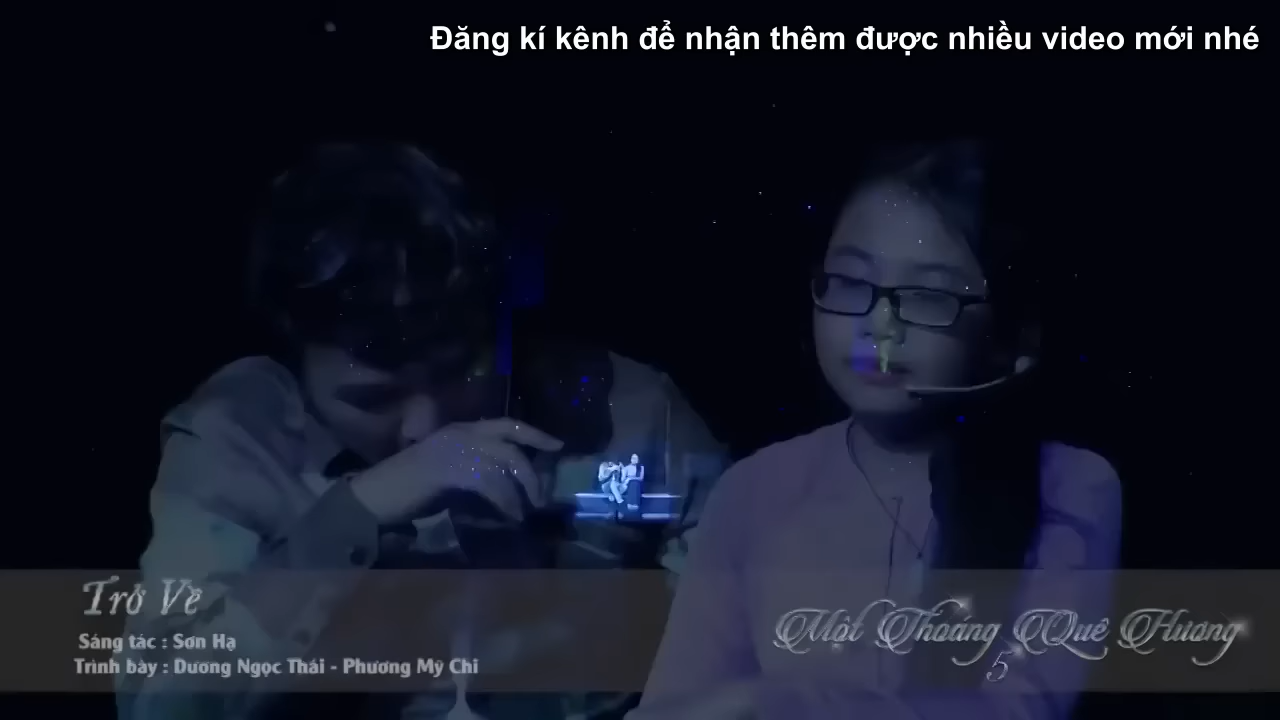 Đăng kí kênh để nhận thêm được nhiều video mới nhé
Trở Về
Sáng tác : Sơn Hạ
Trình bày : Dương Ngọc Thái - Phương Mỹ Chi
Một Thoáng Quê Hương
5